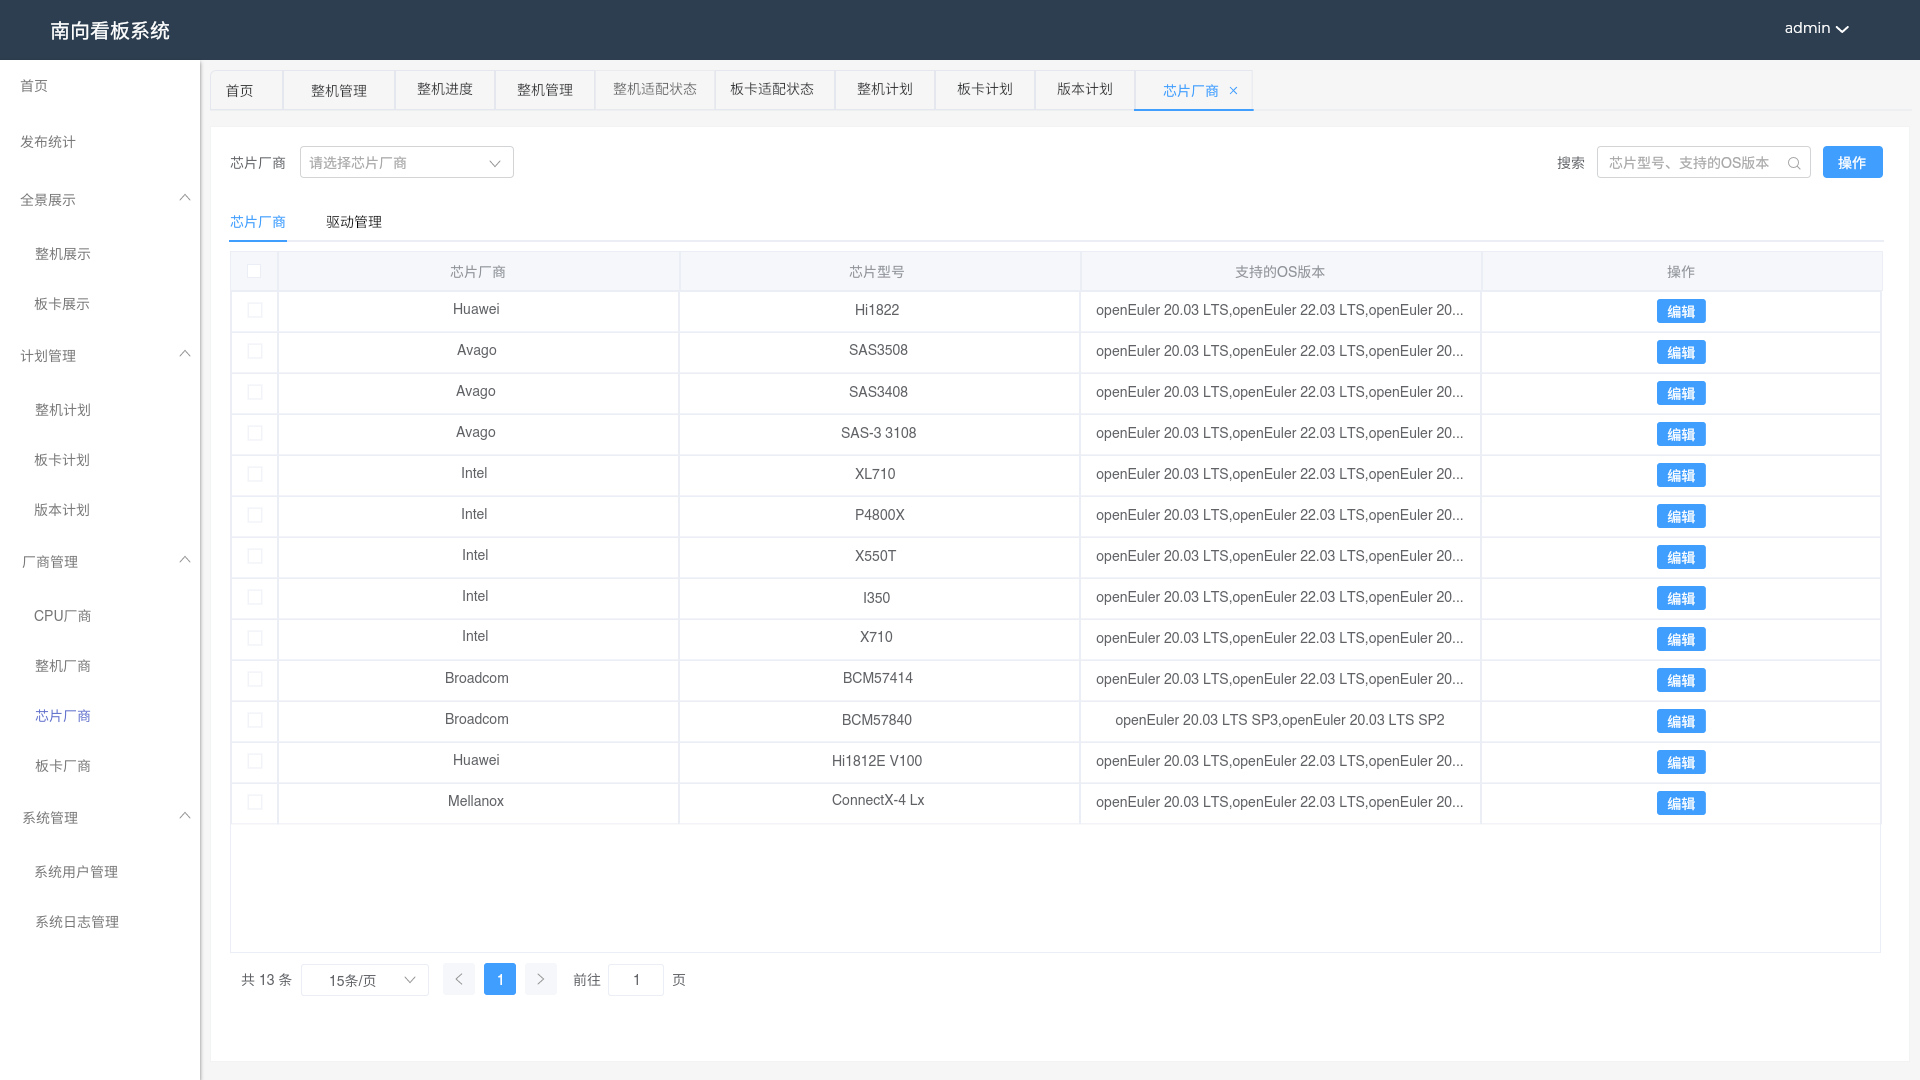 南向看板系统
admin
首页
发布统计
全景展示
整机展示
板卡展示
计划管理
整机计划
板卡计划
版本计划
厂商管理
CPU厂商
整机厂商
芯片厂商
板卡厂商
系统管理
系统用户管理
系统日志管理
首页 整机管理 整机进度 整机管理 整机适配状态 板卡适配状态 整机计划 板卡计划 版本计划 芯片厂商 ×
芯片厂商 请选择芯片厂商 搜索 芯片型号、支持的OS版本 操作
芯片厂商 驱动管理
芯片厂商 芯片型号 支持的OS版本 操作
Huawei Hi1822 openEuler 20.03 LTS,openEuler 22.03 LTS,openEuler 20... 编辑
Avago SAS3508 openEuler 20.03 LTS,openEuler 22.03 LTS,openEuler 20... 编辑
Avago SAS3408 openEuler 20.03 LTS,openEuler 22.03 LTS,openEuler 20... 编辑
Avago SAS-3 3108 openEuler 20.03 LTS,openEuler 22.03 LTS,openEuler 20... 编辑
Intel XL710 openEuler 20.03 LTS,openEuler 22.03 LTS,openEuler 20... 编辑
Intel P4800X openEuler 20.03 LTS,openEuler 22.03 LTS,openEuler 20... 编辑
Intel X550T openEuler 20.03 LTS,openEuler 22.03 LTS,openEuler 20... 编辑
Intel I350 openEuler 20.03 LTS,openEuler 22.03 LTS,openEuler 20... 编辑
Intel X710 openEuler 20.03 LTS,openEuler 22.03 LTS,openEuler 20... 编辑
Broadcom BCM57414 openEuler 20.03 LTS,openEuler 22.03 LTS,openEuler 20... 编辑
Broadcom BCM57840 openEuler 20.03 LTS SP3,openEuler 20.03 LTS SP2 编辑
Huawei Hi1812E V100 openEuler 20.03 LTS,openEuler 22.03 LTS,openEuler 20... 编辑
Mellanox ConnectX-4 Lx openEuler 20.03 LTS,openEuler 22.03 LTS,openEuler 20... 编辑
共 13 条 15条/页 1 前往 1 页